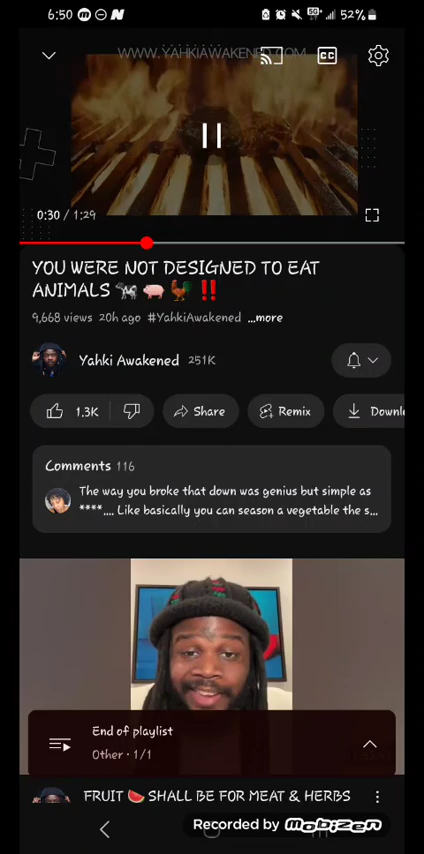 6:50
5G+
52%
WWW.YAHKIAWAKENED.COM
CC
0:30 / 1:29
YOU WERE NOT DESIGNED TO EAT
ANIMALS 🐄 🐖 🐓 ‼️
9,668 views 20h ago #YahkiAwakened ...more
Yahki Awakened 251K
1.3K
Share
Remix
Downl
Comments 116
The way you broke that down was genius but simple as
****.... Like basically you can season a vegetable the s...
End of playlist
Other · 1/1
FRUIT 🍉 SHALL BE FOR MEAT & HERBS
Recorded by MOBIZEN